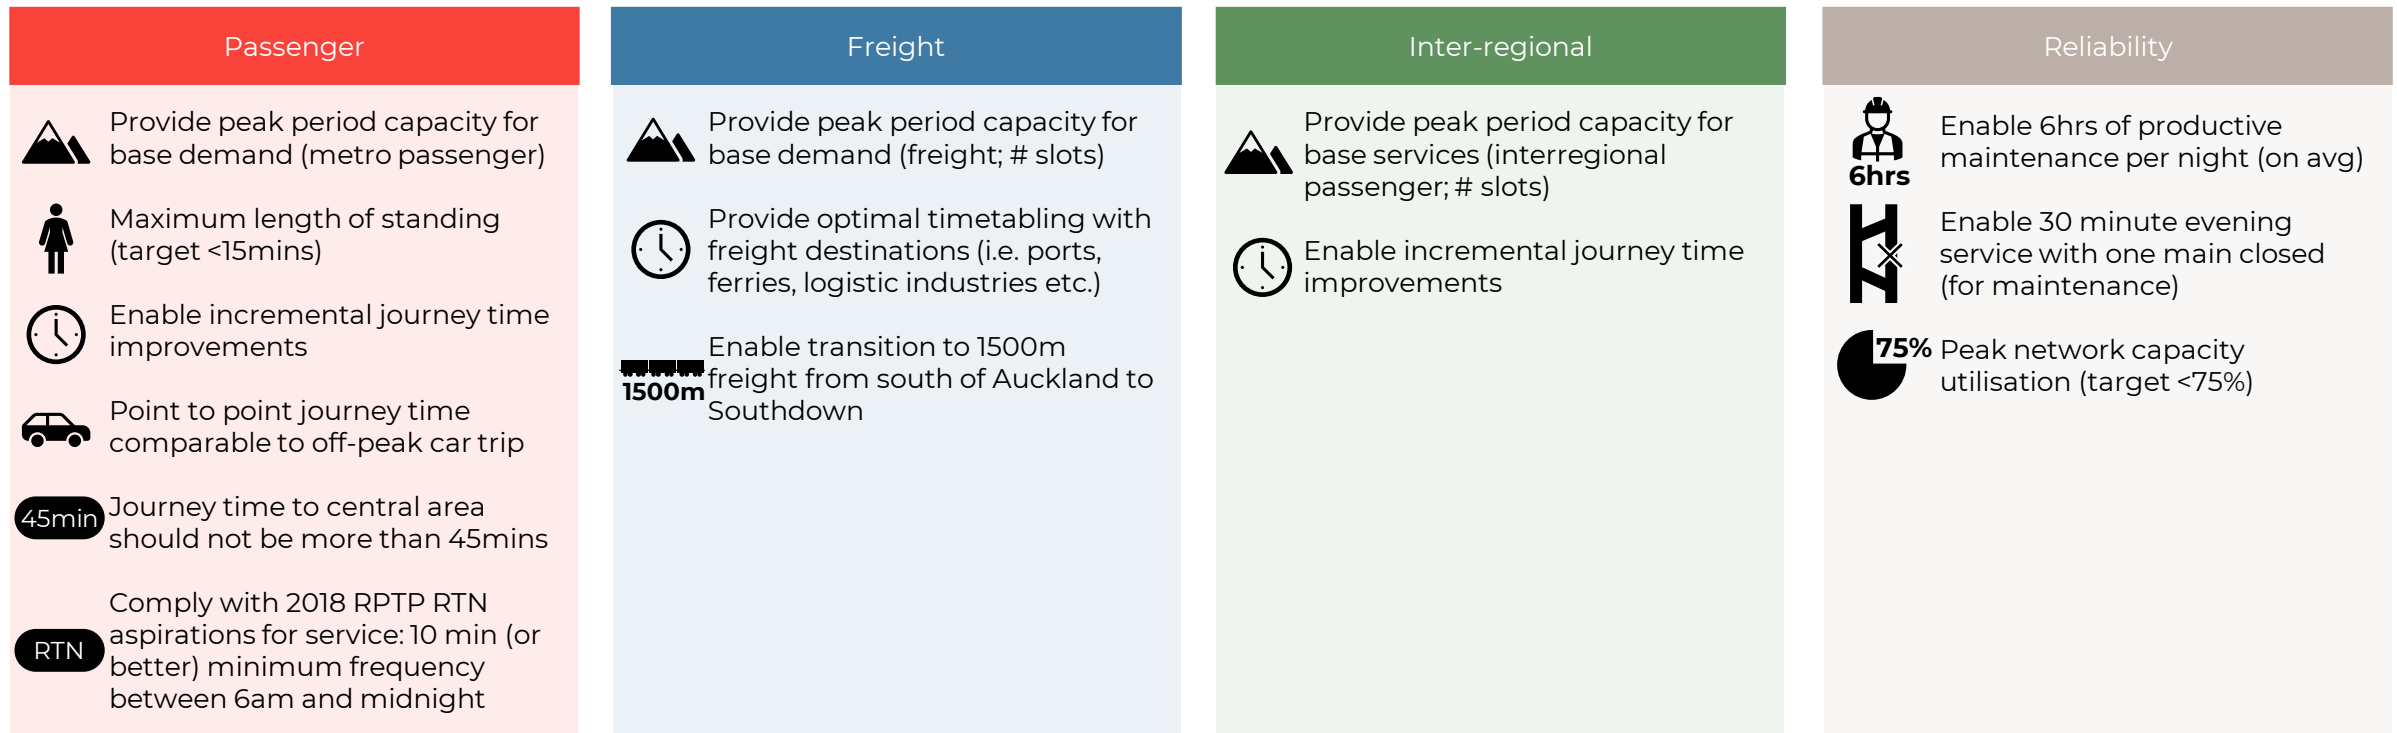 Passenger
Provide peak period capacity for
base demand (metro passenger)
Maximum length of standing
(target <15mins)
Enable incremental journey time
improvements
Point to point journey time
comparable to off-peak car trip
45min
Journey time to central area
should not be more than 45mins
RTN
Comply with 2018 RPTP RTN
aspirations for service: 10 min (or
better) minimum frequency
between 6am and midnight
Freight
Provide peak period capacity for
base demand (freight; # slots)
Provide optimal timetabling with
freight destinations (i.e. ports,
ferries, logistic industries etc.)
1500m
Enable transition to 1500m
freight from south of Auckland to
Southdown
Inter-regional
Provide peak period capacity for
base services (interregional
passenger; # slots)
Enable incremental journey time
improvements
Reliability
6hrs
Enable 6hrs of productive
maintenance per night (on avg)
Enable 30 minute evening
service with one main closed
(for maintenance)
75%
Peak network capacity
utilisation (target <75%)